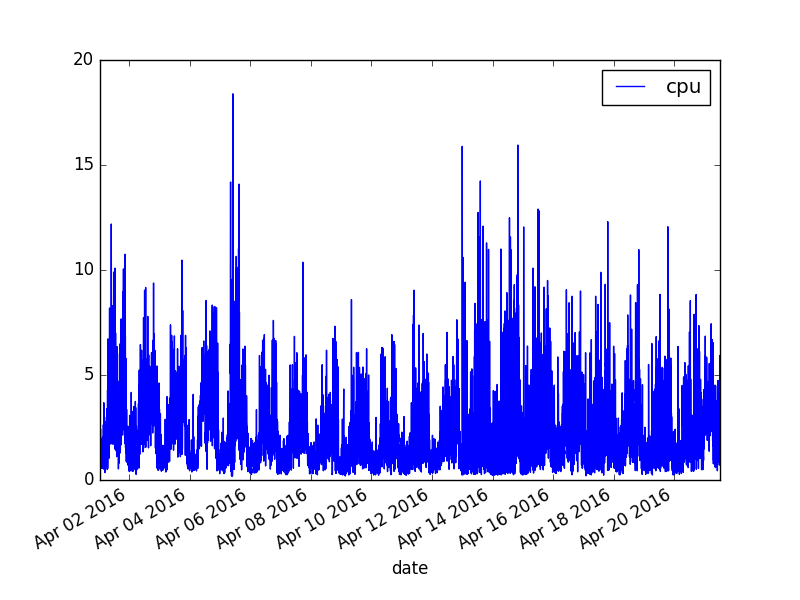 20
cpu
15
10
5
0
Apr 02 2016
Apr 04 2016
Apr 06 2016
Apr 08 2016
Apr 10 2016
Apr 12 2016
Apr 14 2016
Apr 16 2016
Apr 18 2016
Apr 20 2016
date